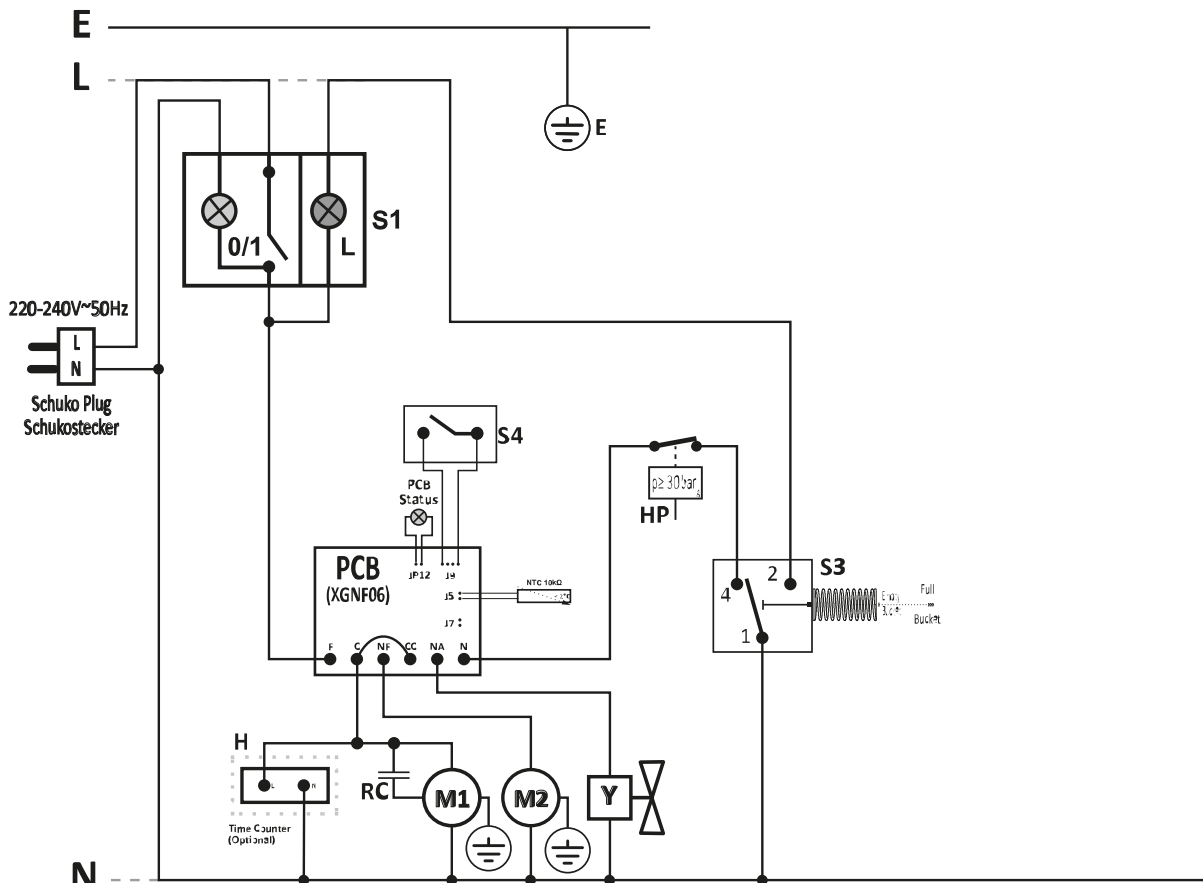 E
L
E
0/1
L
S1
220-240V~50Hz
L
N
Schuko Plug
Schukostecker
S4
PCB
Status
p≥ 30bar
HP
PCB
(XGNF06)
JP12
J9
J5
J7
NTC 10kΩ
F
C
NF
CC
NA
N
S3
4
2
1
Full
Bucket
H
L
N
Time Counter
(Optional)
RC
M1
M2
Y
N